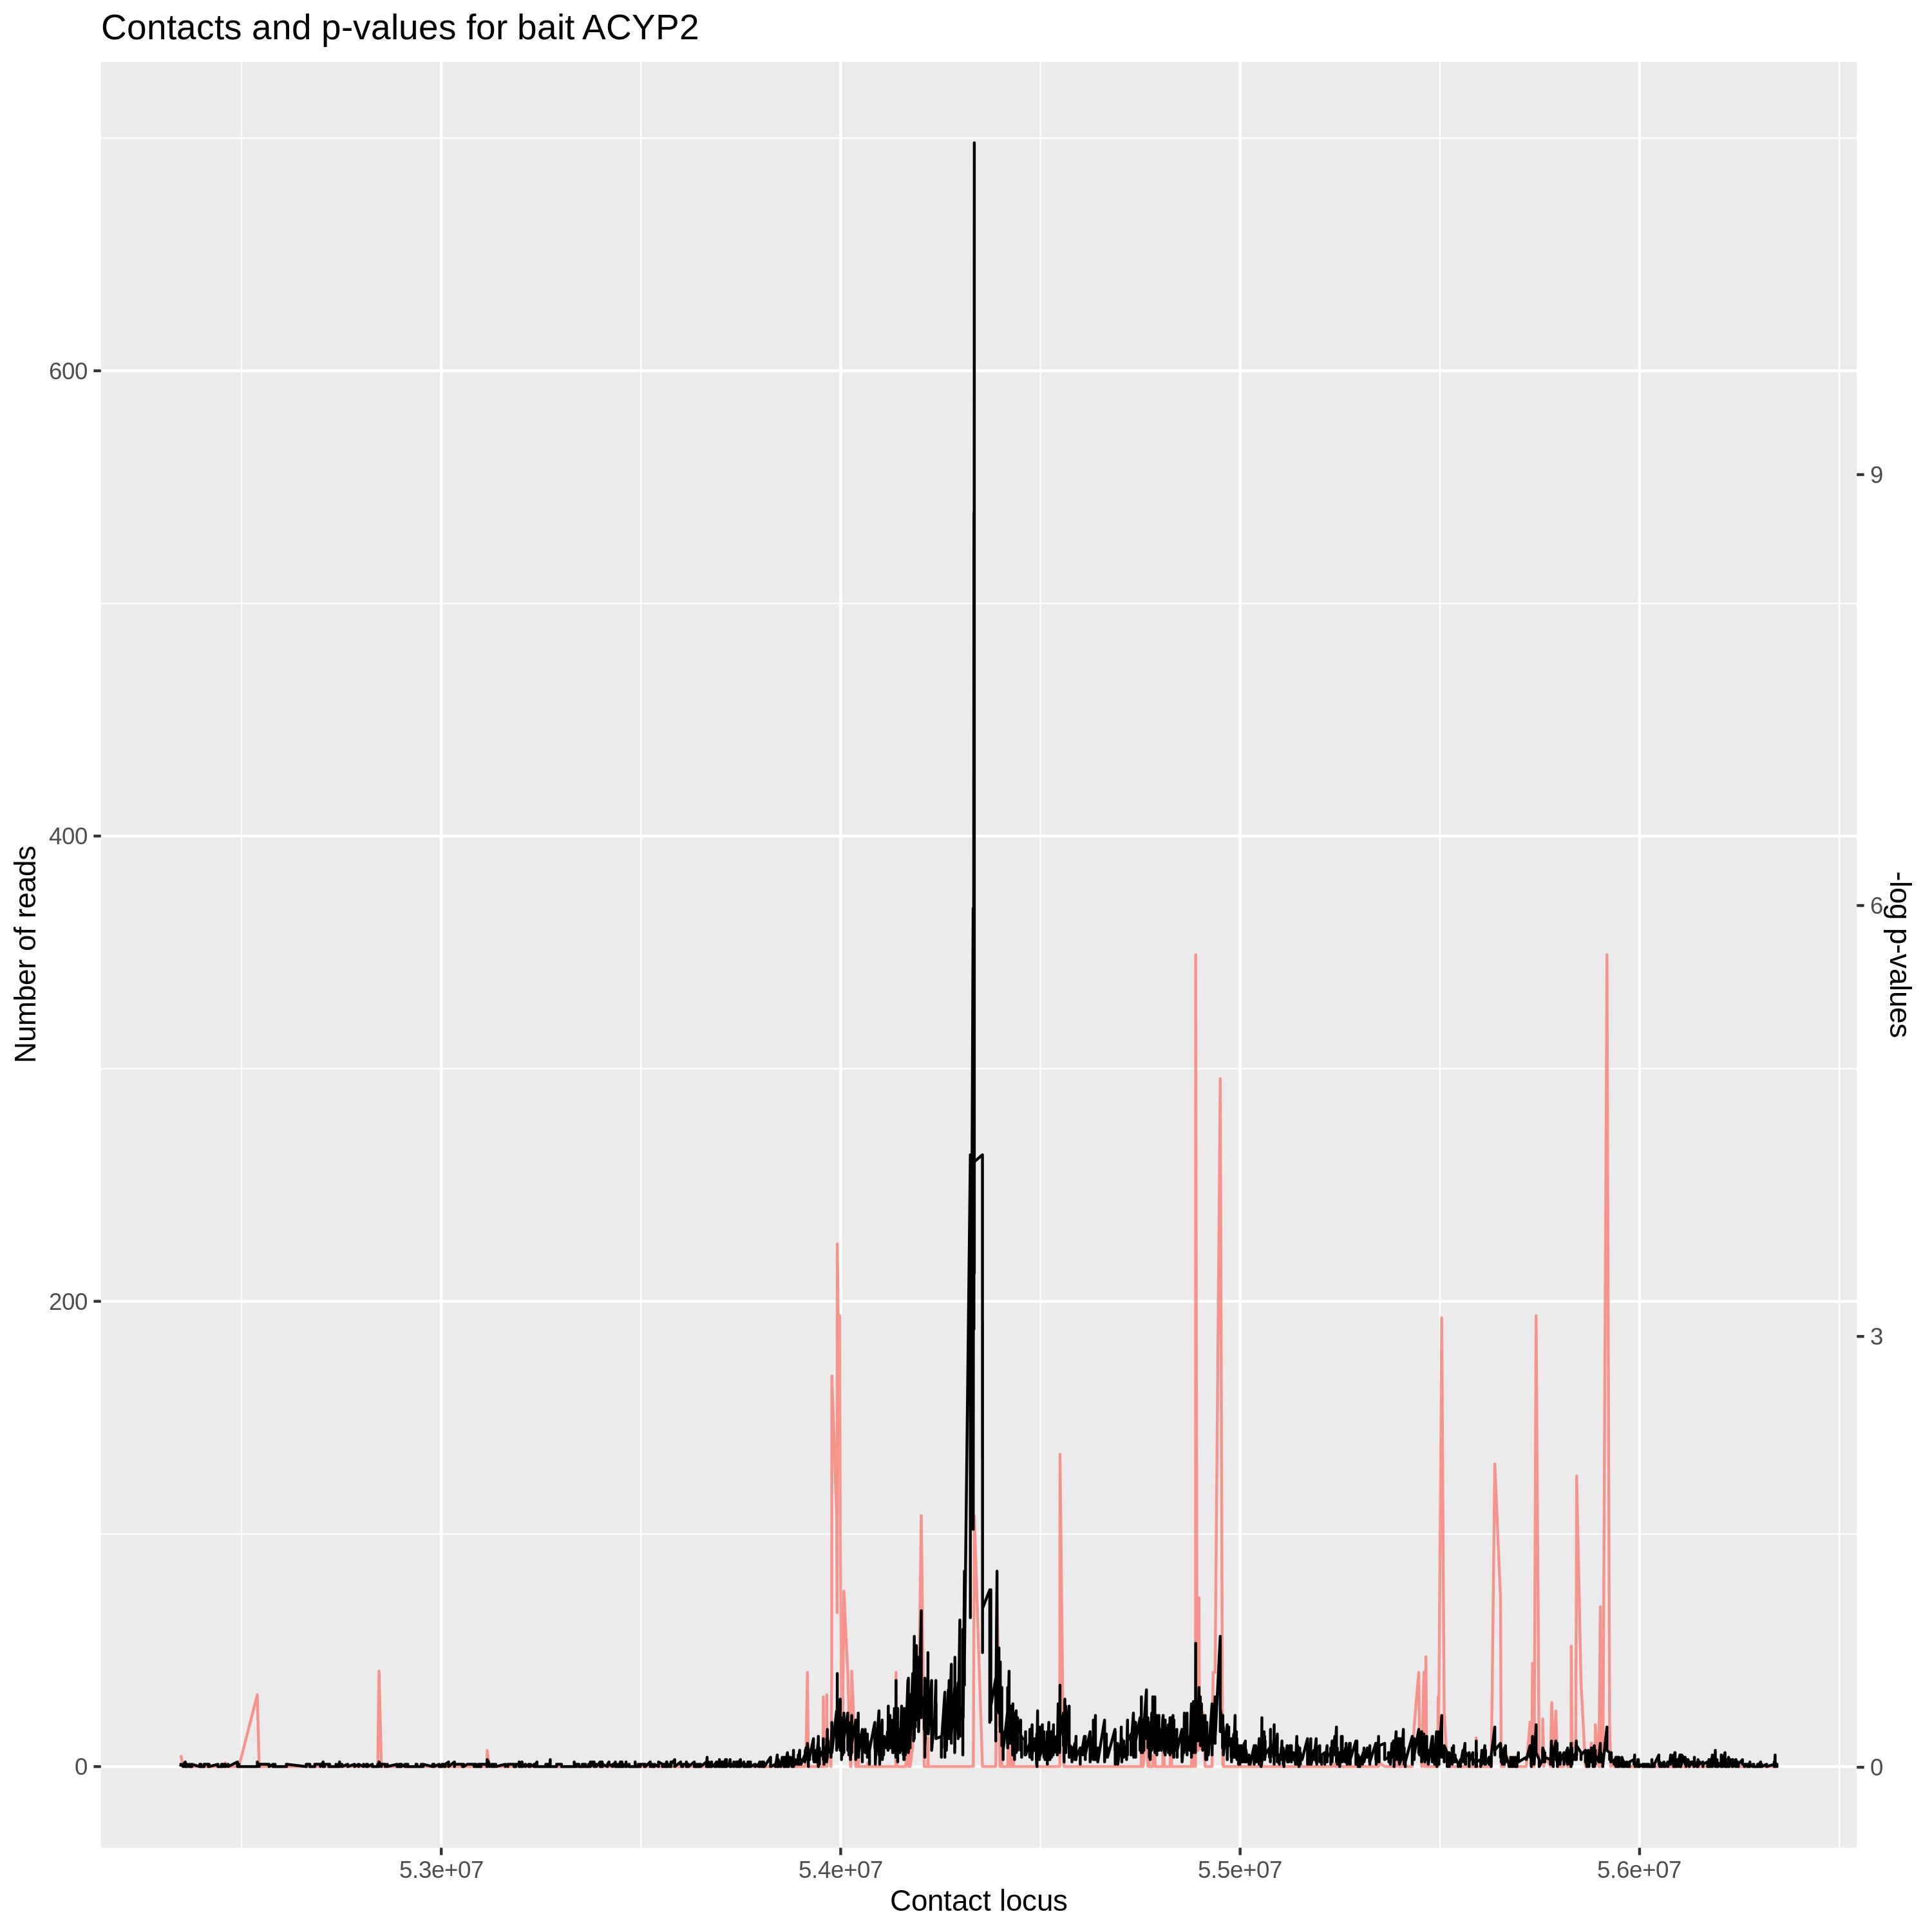 Contacts and p-values for bait ACYP2
600
400
200
0
Number of reads
9
6
3
0
-log p-values
5.3e+07
5.4e+07
5.5e+07
5.6e+07
Contact locus